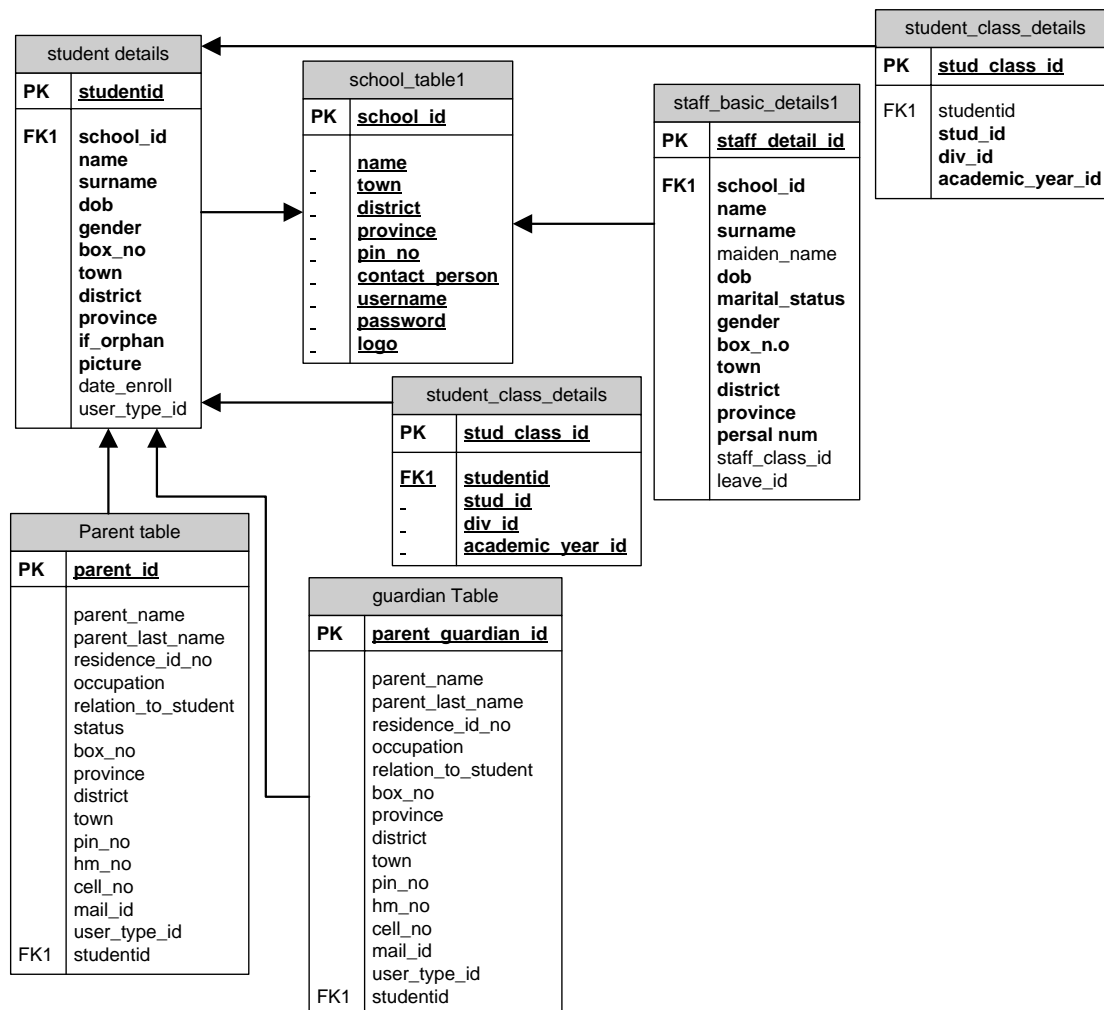 student details
PK studentid
FK1 school_id
name
surname
dob
gender
box_no
town
district
province
if_orphan
picture
date_enroll
user_type_id
school_table1
PK school_id
_ name
_ town
_ district
_ province
_ pin_no
_ contact_person
_ username
_ password
_ logo
staff_basic_details1
PK staff_detail_id
FK1 school_id
name
surname
maiden_name
dob
marital_status
gender
box_n.o
town
district
province
persal num
staff_class_id
leave_id
student_class_details
PK stud_class_id
FK1 studentid
stud_id
div_id
academic_year_id
student_class_details
PK stud_class_id
FK1 studentid
_ stud_id
_ div_id
_ academic_year_id
Parent table
PK parent_id
parent_name
parent_last_name
residence_id_no
occupation
relation_to_student
status
box_no
province
district
town
pin_no
hm_no
cell_no
mail_id
user_type_id
FK1 studentid
guardian Table
PK parent_guardian_id
parent_name
parent_last_name
residence_id_no
occupation
relation_to_student
box_no
province
district
town
pin_no
hm_no
cell_no
mail_id
user_type_id
FK1 studentid